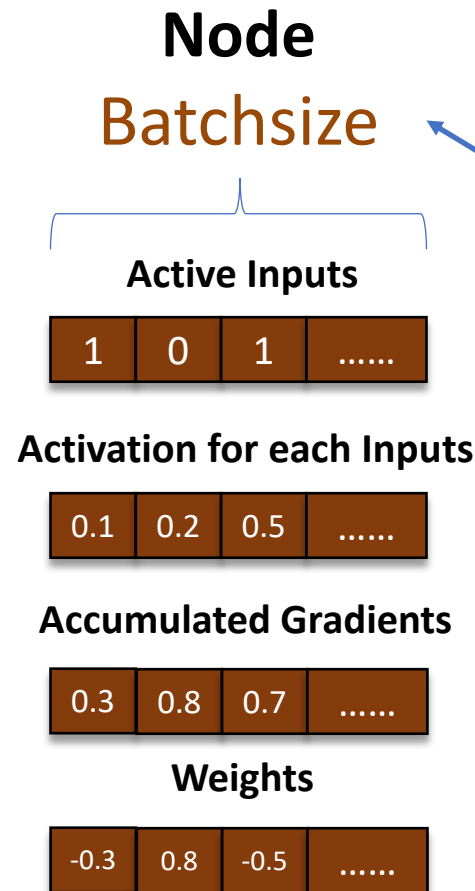 Node
Batchsize
Active Inputs
1 0 1 ......
Activation for each Inputs
0.1 0.2 0.5 ......
Accumulated Gradients
0.3 0.8 0.7 ......
Weights
-0.3 0.8 -0.5 ......